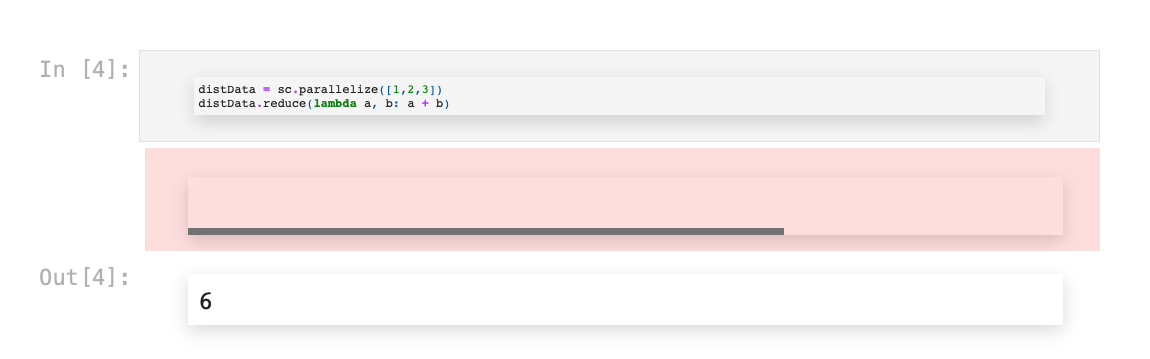 In [4]:
distData = sc.parallelize([1,2,3])
distData.reduce(lambda a, b: a + b)
Out[4]:
6